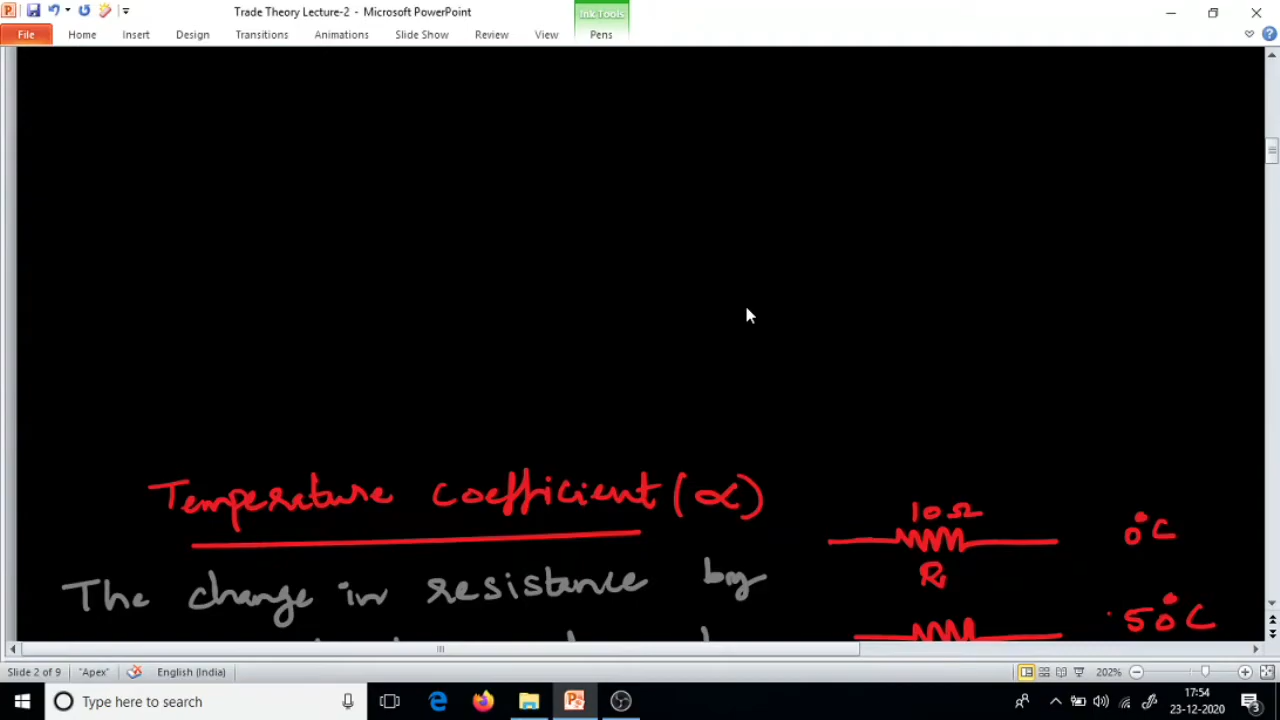 Trade Theory Lecture-2 - Microsoft PowerPoint
Ink Tools
File Home Insert Design Transitions Animations Slide Show Review View Pens
Temperature coefficient (α)
10Ω
0°C
R₁
The change in resistance by
50°C
Slide 2 of 9 "Apex" English (India) 202%
Type here to search
17:54
23-12-2020
3